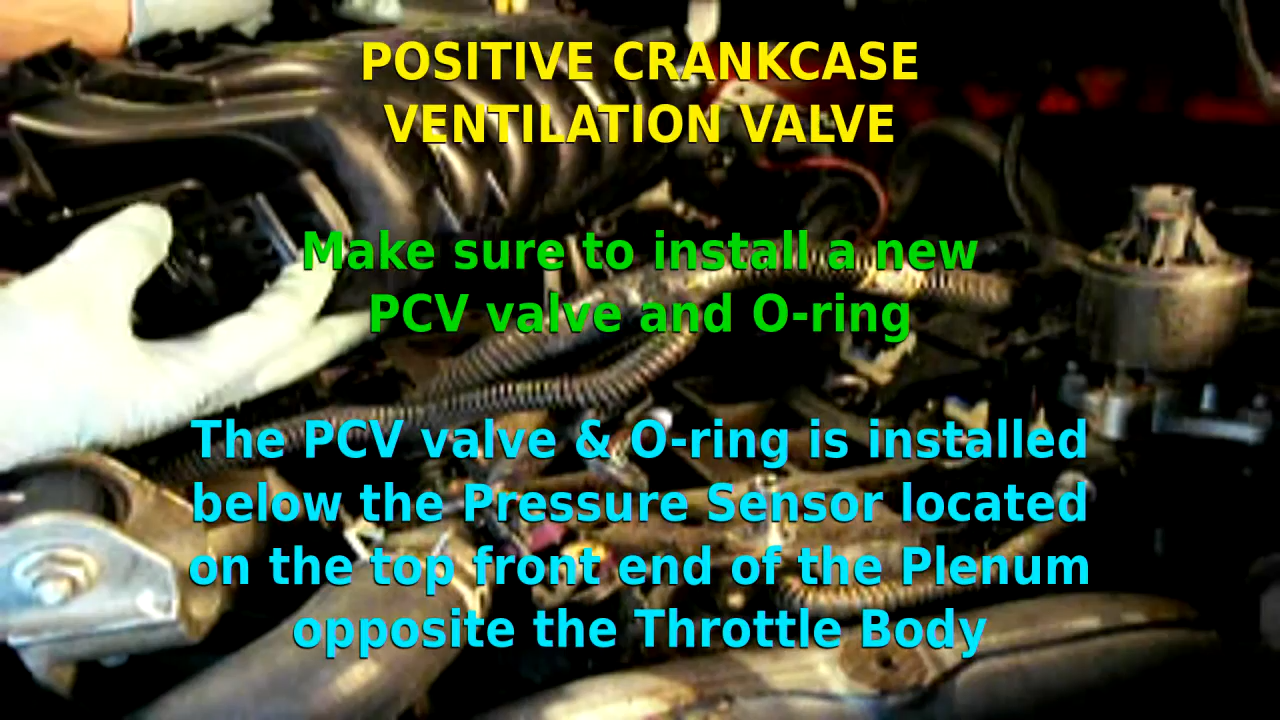 POSITIVE CRANKCASE
VENTILATION VALVE
Make sure to install a new
PCV valve and O-ring
The PCV valve & O-ring is installed
below the Pressure Sensor located
on the top front end of the Plenum
opposite the Throttle Body